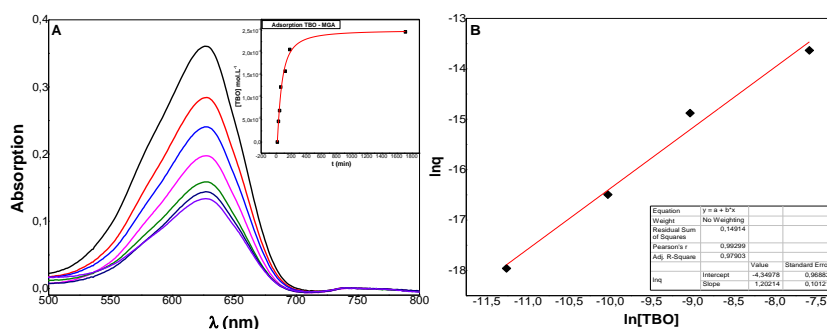 A
Absorption
0,4
0,3
0,2
0,1
0,0
500 550 600 650 700 750 800
λ (nm)
Adsorption TBO - MGA
[TBO] mol.L⁻¹
0
-200 0 200 400 600 800 1000 1200 1400 1600 1800
t (min)
B
lnq
-13
-14
-15
-16
-17
-18
-11,5 -11,0 -10,5 -10,0 -9,5 -9,0 -8,5 -8,0 -7,5
ln[TBO]
Equation y = a + b*x
Weight No Weighting
Residual Sum of Squares 0,14914
Pearson's r 0,99299
Adj. R-Square 0,97903
Value Standard Erro
lnq Intercept -4,34978 0,9688
Slope 1,20214 0,1012